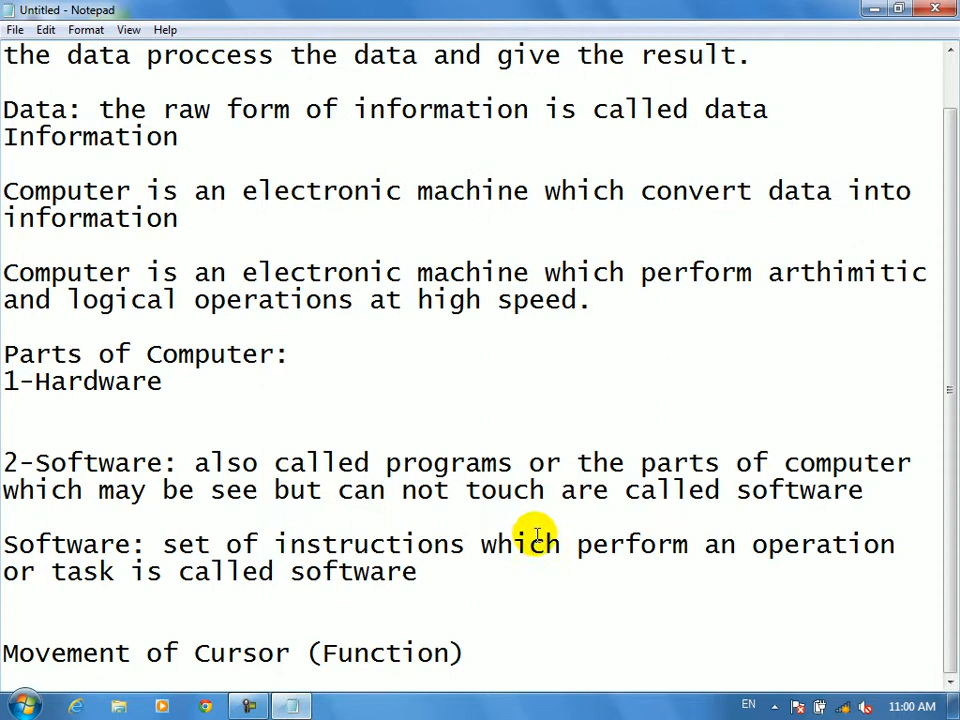 Untitled - Notepad
File Edit Format View Help
the data proccess the data and give the result.
Data: the raw form of information is called data
Information
Computer is an electronic machine which convert data into
information
Computer is an electronic machine which perform arthimitic
and logical operations at high speed.
Parts of Computer:
1-Hardware
2-Software: also called programs or the parts of computer
which may be see but can not touch are called software
Software: set of instructions which perform an operation
or task is called software
Movement of Cursor (Function)
EN 11:00 AM